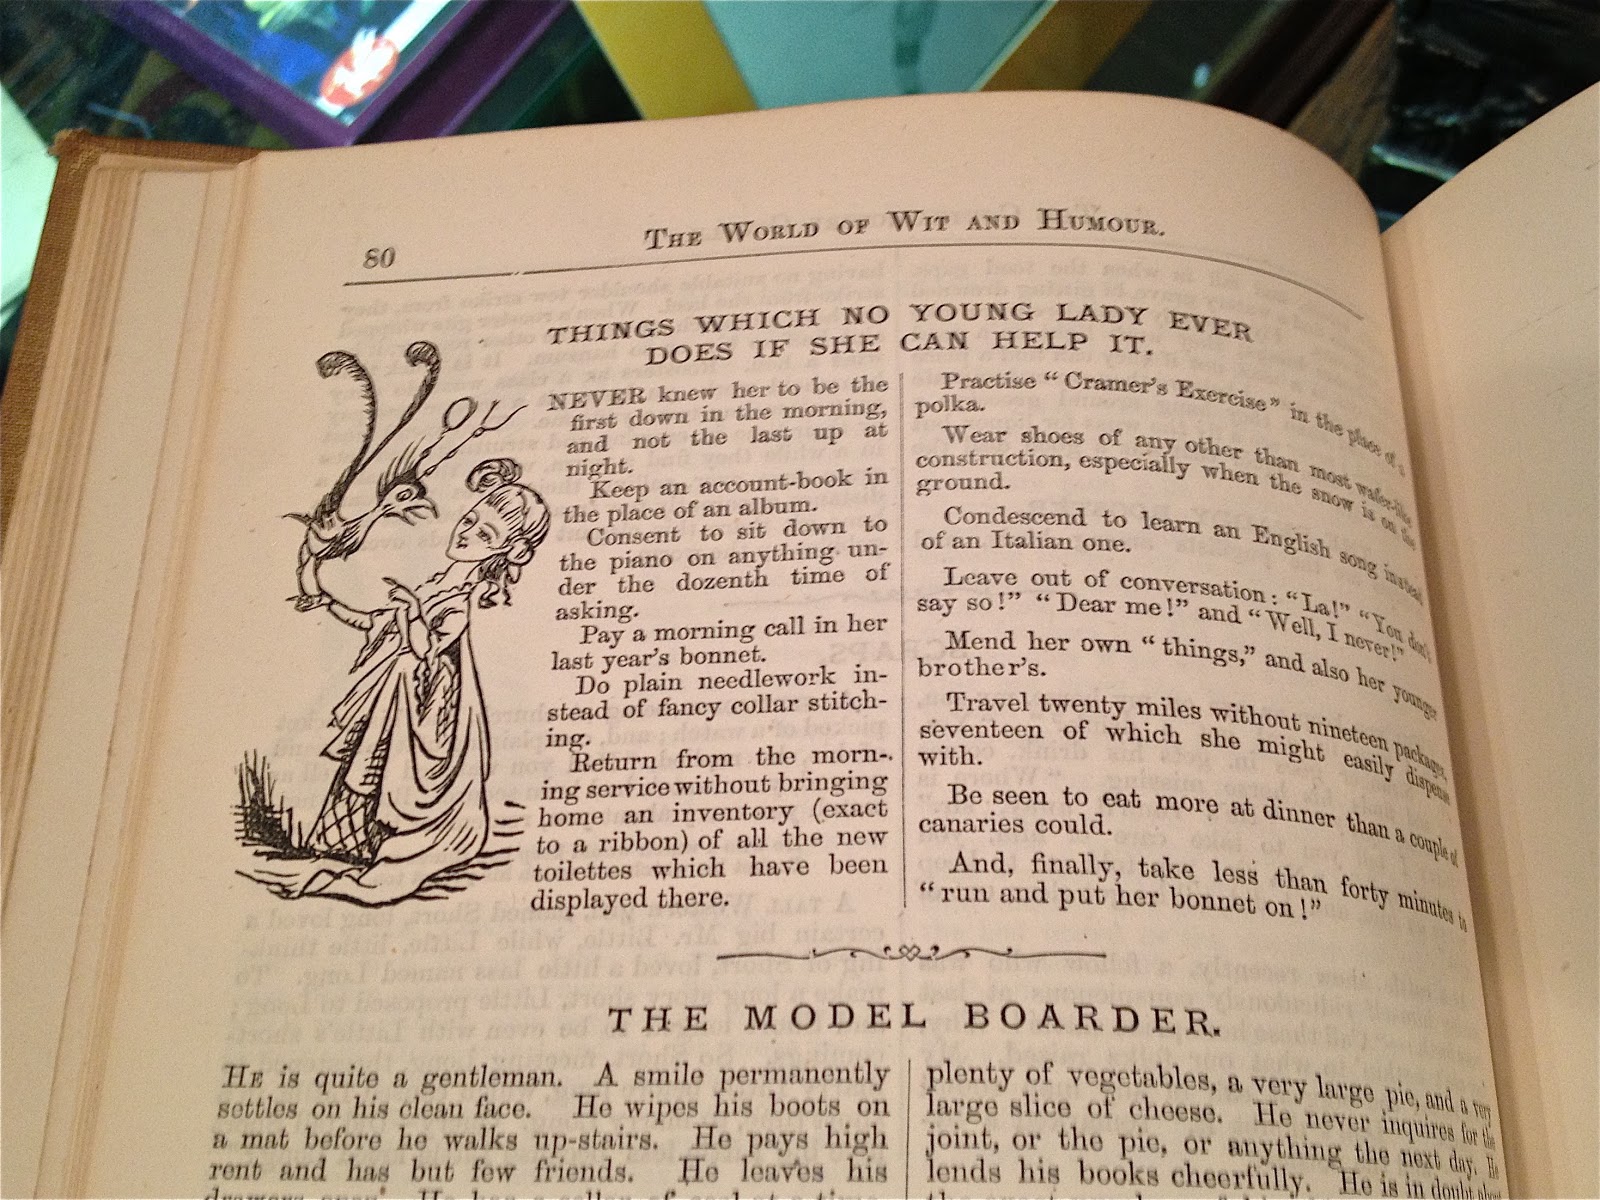 80
THE WORLD OF WIT AND HUMOUR.
THINGS WHICH NO YOUNG LADY EVER
DOES IF SHE CAN HELP IT.
NEVER knew her to be the
first down in the morning,
and not the last up at
night.
Keep an account-book in
the place of an album.
Consent to sit down to
the piano on anything un-
der the dozenth time of
asking.
Pay a morning call in her
last year's bonnet.
Do plain needlework in-
stead of fancy collar stitch-
ing.
Return from the morn-
ing service without bringing
home an inventory (exact
to a ribbon) of all the new
toilettes which have been
displayed there.
Practise "Cramer's Exercise" in the place of a
polka.
Wear shoes of any other than most wafer-like
construction, especially when the snow is on the
ground.
Condescend to learn an English song instead
of an Italian one.
Leave out of conversation: "La!" "You don't
say so!" "Dear me!" and "Well, I never!"
Mend her own "things," and also her younger
brother's.
Travel twenty miles without nineteen packages,
seventeen of which she might easily dispense
with.
Be seen to eat more at dinner than a couple of
canaries could.
And, finally, take less than forty minutes to
"run and put her bonnet on!"
THE MODEL BOARDER.
HE is quite a gentleman. A smile permanently
settles on his clean face. He wipes his boots on
a mat before he walks up-stairs. He pays high
rent and has but few friends. He leaves his
plenty of vegetables, a very large pie, and a very
large slice of cheese. He never inquires for the
joint, or the pie, or anything the next day. He
lends his books cheerfully. He is in doubt about